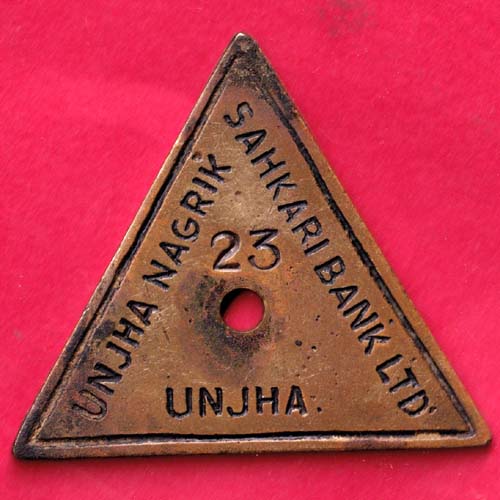 UNJHA NAGRIK
SAHKARI BANK LTD.
23
UNJHA.